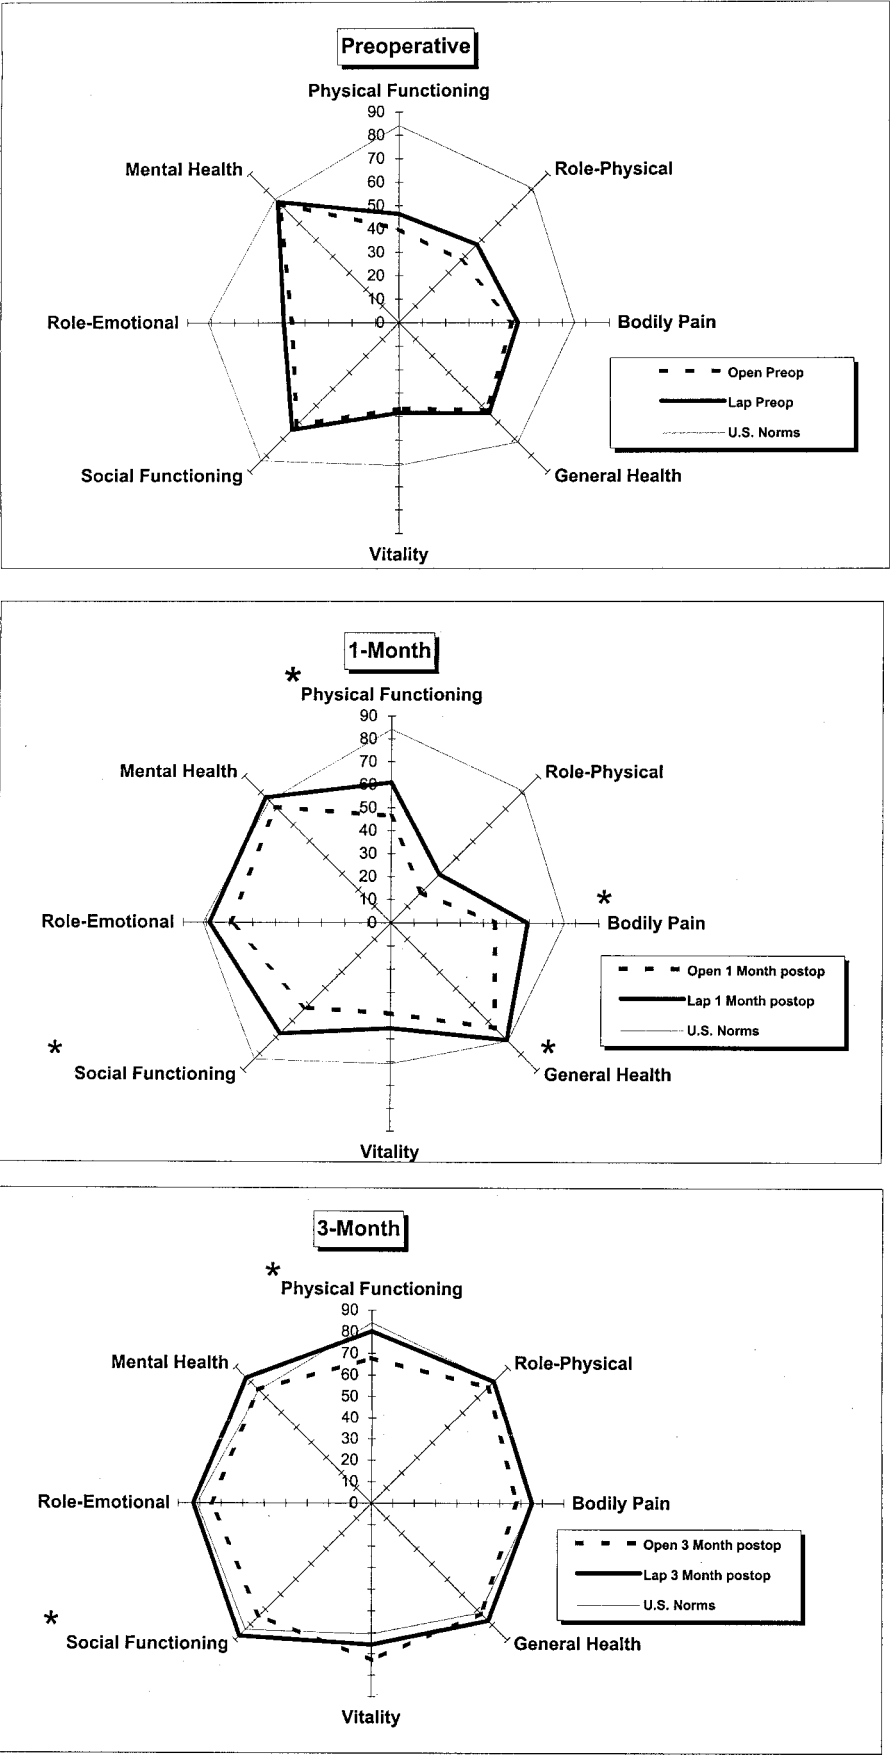 Preoperative
Physical Functioning
90
80
70
60
50
40
30
20
10
0
Mental Health
Role-Physical
Role-Emotional
Bodily Pain
Open Preop
Lap Preop
U.S. Norms
Social Functioning
General Health
Vitality
1-Month
*
Physical Functioning
90
80
70
60
50
40
30
20
10
0
Mental Health
Role-Physical
*
Role-Emotional
Bodily Pain
Open 1 Month postop
Lap 1 Month postop
U.S. Norms
*
*
Social Functioning
General Health
Vitality
3-Month
*
Physical Functioning
90
80
70
60
50
40
30
20
10
0
Mental Health
Role-Physical
Role-Emotional
Bodily Pain
Open 3 Month postop
Lap 3 Month postop
U.S. Norms
*
Social Functioning
General Health
Vitality